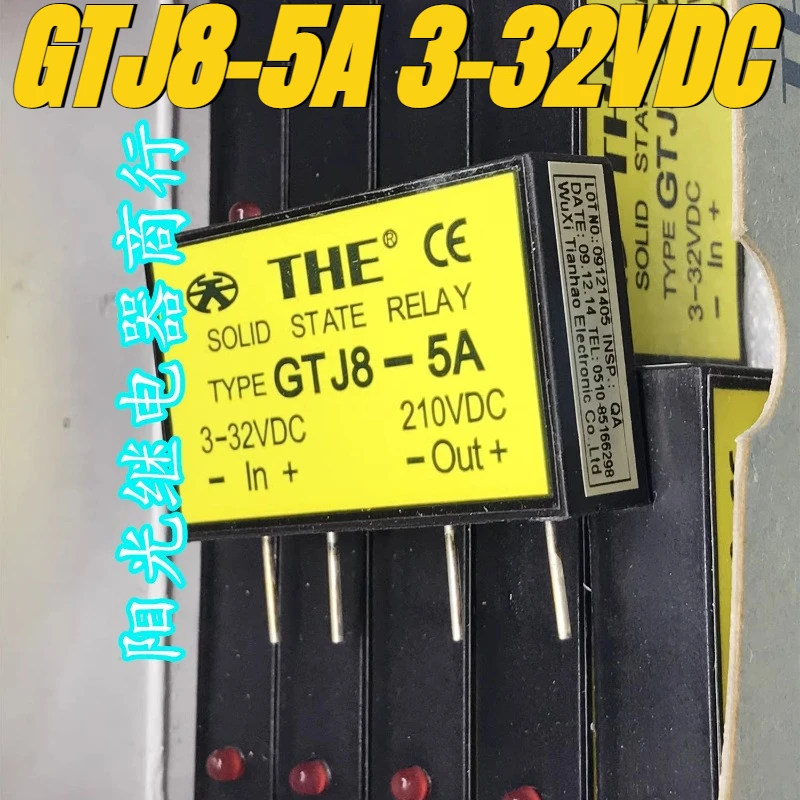 GTJ8-5A 3-32VDC
阳光继电器商行
THE® CE
SOLID STATE RELAY
TYPE GTJ8-5A
3-32VDC 210VDC
- In + -Out+
LOT NO.: 09121405 INSP.: QA
DATE: 09.12.14 TEL: 0510-85166298
WuXi Tianhao Electronic Co.,Ltd
TH
SOLID STA
TYPE GTJ
3-32VDC
- In +